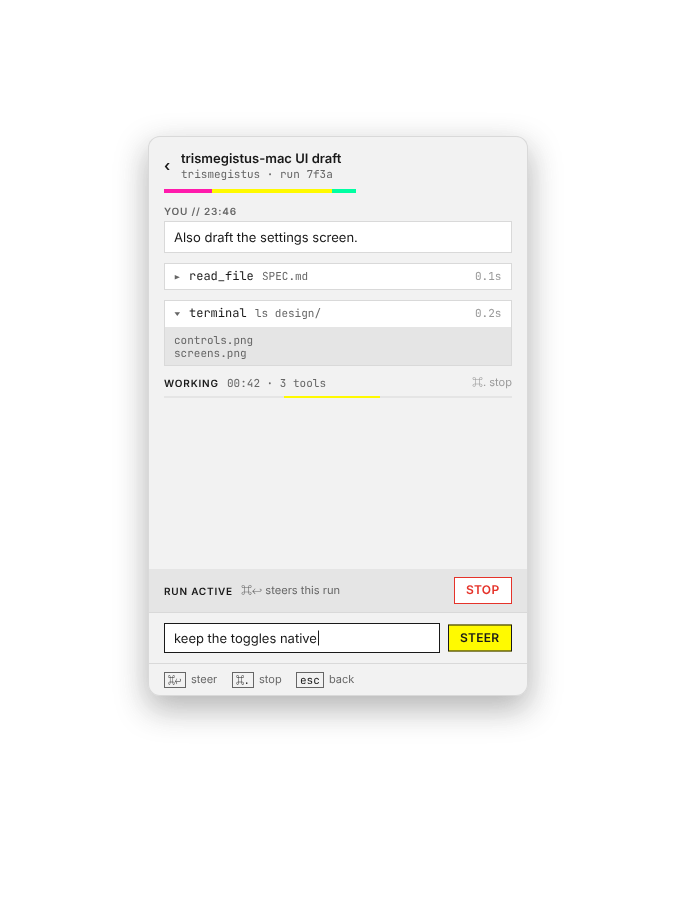 ‹ trismegistus-mac UI draft
trismegistus · run 7f3a
YOU // 23:46
Also draft the settings screen.
▸ read_file SPEC.md 0.1s
▾ terminal ls design/ 0.2s
controls.png
screens.png
WORKING 00:42 · 3 tools ⌘. stop
RUN ACTIVE ⌘↩ steers this run STOP
keep the toggles native STEER
⌘↩ steer ⌘. stop esc back